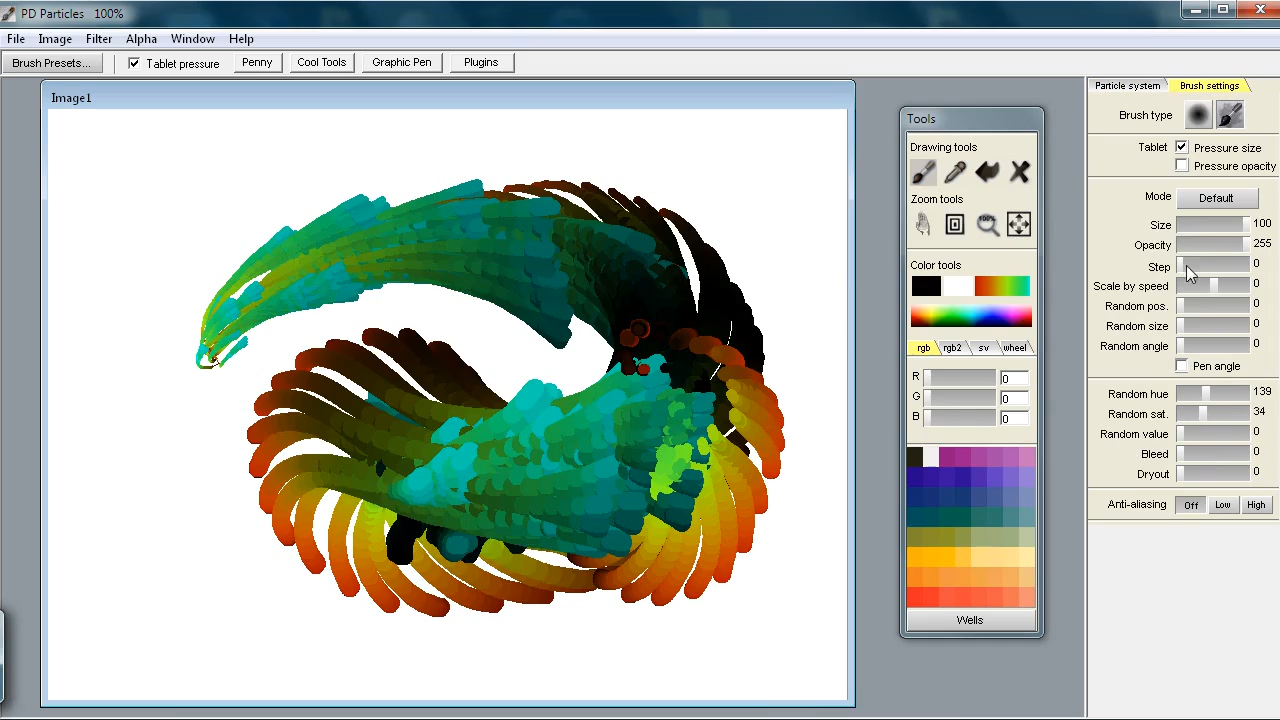 PD Particles 100%
File Image Filter Alpha Window Help
Brush Presets... Tablet pressure Penny Cool Tools Graphic Pen Plugins
Image1
Tools
Drawing tools
Zoom tools
100%
Color tools
rgb rgb2 sv wheel
R 0
G 0
B 0
Wells
Particle system Brush settings
Brush type
Tablet Pressure size
Pressure opacity
Mode Default
Size 100
Opacity 255
Step 0
Scale by speed 0
Random pos. 0
Random size 0
Random angle 0
Pen angle
Random hue 139
Random sat. 34
Random value 0
Bleed 0
Dryout 0
Anti-aliasing Off Low High